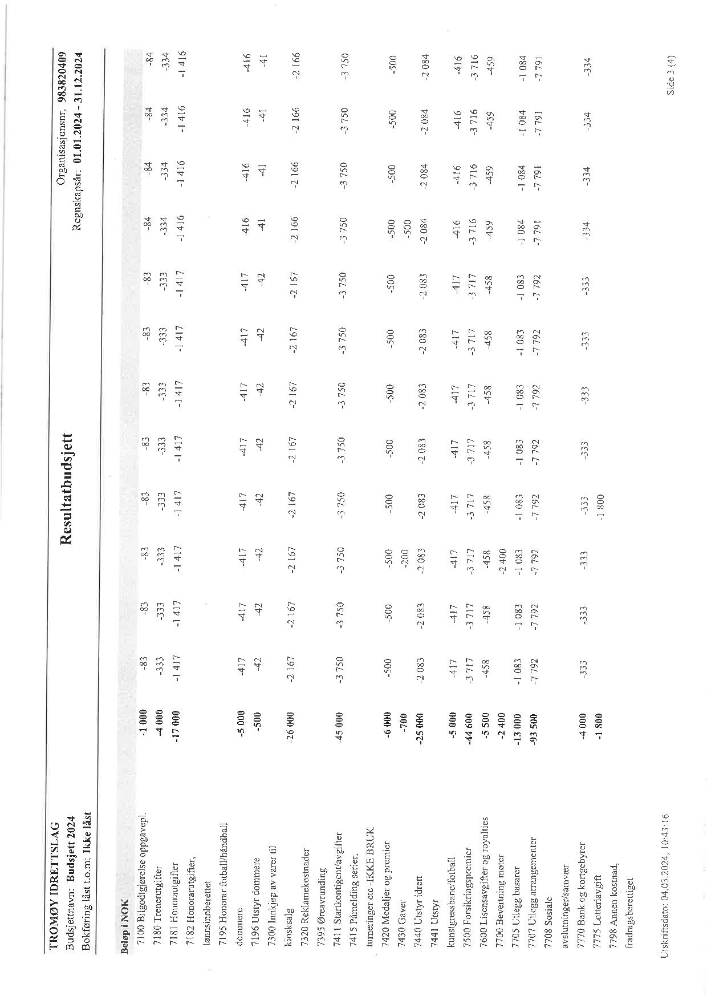 TROMØY IDRETTSLAG Resultatbudsjett Organisasjonsnr. 983820409
Budsjettnavn: Budsjett 2024 Regnskapsår: 01.01.2024 - 31.12.2024
Bokføring låst t.o.m: Ikke låst
Beløp i NOK
7100 Bilgodtgjørelse oppgavepl. -1 000 -83 -83 -83 -83 -83 -83 -83 -83 -84 -84 -84 -84
7180 Trenerutgifter -4 000 -333 -333 -333 -333 -333 -333 -333 -333 -334 -334 -334 -334
7181 Honorautgifter -17 000 -1 417 -1 417 -1 417 -1 417 -1 417 -1 417 -1 417 -1 417 -1 416 -1 416 -1 416 -1 416
7182 Honorarutgifter,
lønnsinnberettet
7195 Honorar fotball/håndball
dommere -5 000 -417 -417 -417 -417 -417 -417 -417 -417 -416 -416 -416 -416
7196 Utstyr dommere -500 -42 -42 -42 -42 -42 -42 -42 -42 -41 -41 -41 -41
7300 Innkjøp av varer til
kiosksalg -26 000 -2 167 -2 167 -2 167 -2 167 -2 167 -2 167 -2 167 -2 167 -2 166 -2 166 -2 166 -2 166
7320 Reklamekostnader
7395 Øreavrunding
7411 Startkontigent/avgifter -45 000 -3 750 -3 750 -3 750 -3 750 -3 750 -3 750 -3 750 -3 750 -3 750 -3 750 -3 750 -3 750
7415 Påmelding serier,
turneringer etc -IKKE BRUK
7420 Medaljer og premier -6 000 -500 -500 -500 -500 -500 -500 -500 -500 -500 -500 -500 -500
7430 Gaver -700 -200 -500
7440 Utstyr idrett -25 000 -2 083 -2 083 -2 083 -2 083 -2 083 -2 083 -2 083 -2 083 -2 084 -2 084 -2 084 -2 084
7441 Utstyr
kunstgressbane/fotball -5 000 -417 -417 -417 -417 -417 -417 -417 -417 -416 -416 -416 -416
7500 Forsikringspremier -44 600 -3 717 -3 717 -3 717 -3 717 -3 717 -3 717 -3 717 -3 717 -3 716 -3 716 -3 716 -3 716
7600 Lisensavgifter og royalties -5 500 -458 -458 -458 -458 -458 -458 -458 -458 -459 -459 -459 -459
7700 Bevertning møter -2 400 -2 400
7705 Utlegg basarer -13 000 -1 083 -1 083 -1 083 -1 083 -1 083 -1 083 -1 083 -1 083 -1 084 -1 084 -1 084 -1 084
7707 Utlegg arrangementer -93 500 -7 792 -7 792 -7 792 -7 792 -7 792 -7 792 -7 792 -7 792 -7 791 -7 791 -7 791 -7 791
7708 Sosiale
avslutninger/samvær
7770 Bank og kortgebyrer -4 000 -333 -333 -333 -333 -333 -333 -333 -333 -334 -334 -334 -334
7775 Lotteriavgift -1 800 -1 800
7798 Annen kostnad,
fradragsberettiget
Utskriftsdato: 04.03.2024, 10:43:16 Side 3 (4)